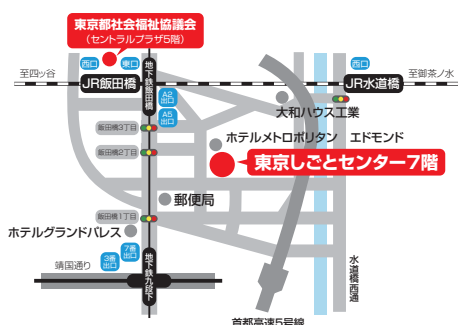 東京都社会福祉協議会
（セントラルプラザ5階）
西口
東口
西口
至四ッ谷
JR飯田橋
地下鉄飯田橋
JR水道橋
至御茶ノ水
A2
出口
A5
出口
大和ハウス工業
飯田橋3丁目
ホテルメトロポリタン　エドモンド
飯田橋2丁目
東京しごとセンター7階
郵便局
飯田橋1丁目
ホテルグランドパレス
7番
出口
3番
出口
靖国通り
地下鉄九段下
水道橋西通
首都高速5号線